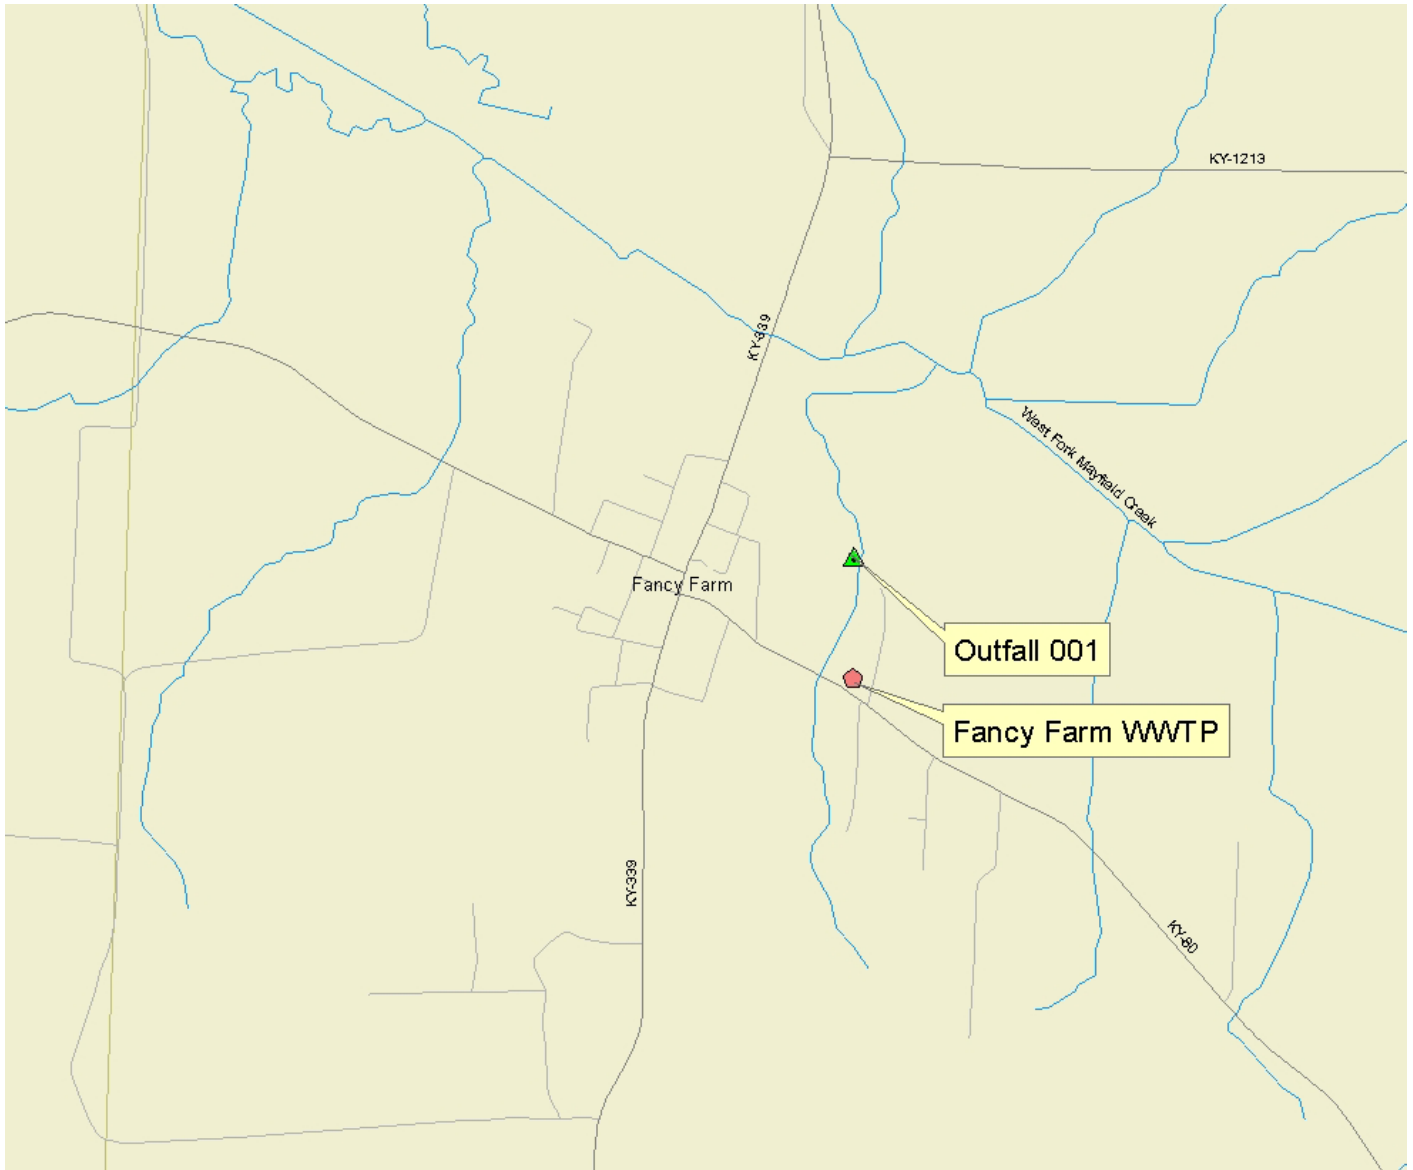 KY-1213
KY-339
West Fork Mayfield Creek
Fancy Farm
Outfall 001
Fancy Farm WWTP
KY-339
KY-80